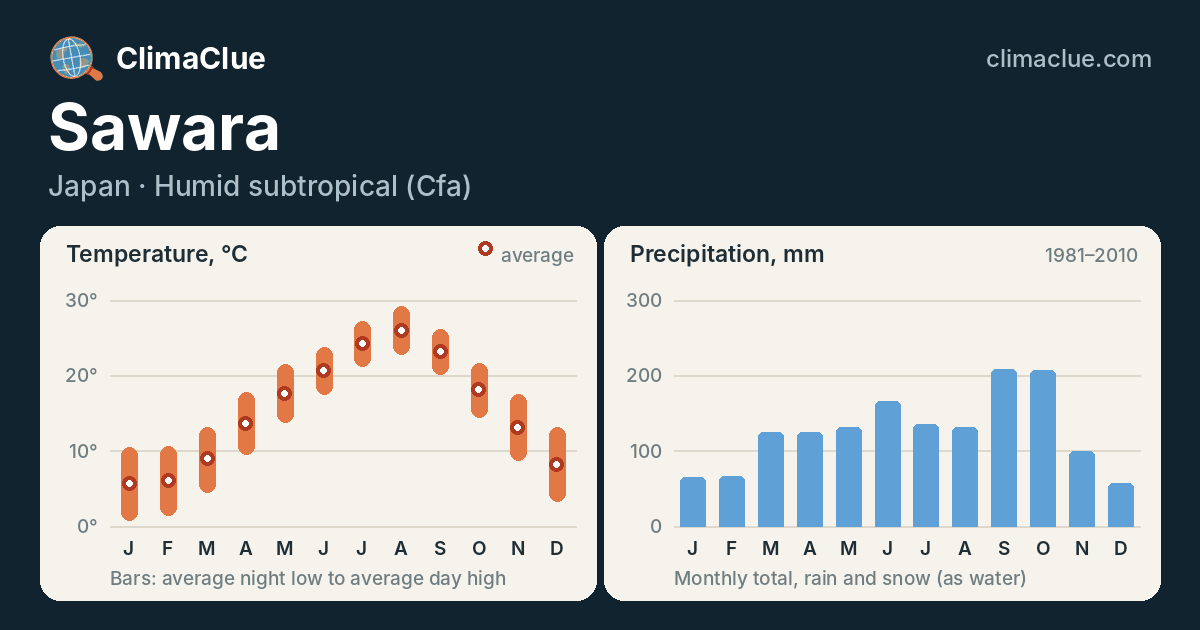 ClimaClue
climaclue.com
Sawara
Japan · Humid subtropical (Cfa)
Temperature, °C
average
30°
20°
10°
0°
J F M A M J J A S O N D
Bars: average night low to average day high
Precipitation, mm
1981–2010
300
200
100
0
J F M A M J J A S O N D
Monthly total, rain and snow (as water)